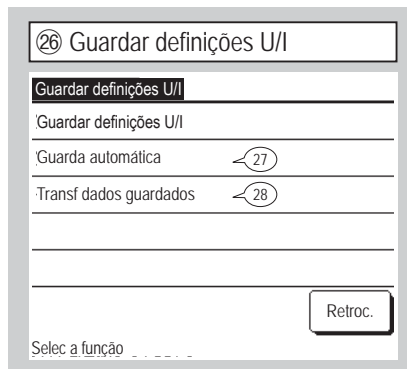 ㉖ Guardar definições U/I
Guardar definições U/I
Guardar definições U/I
Guarda automática 27
Transf dados guardados 28
Retroc.
Selec a função